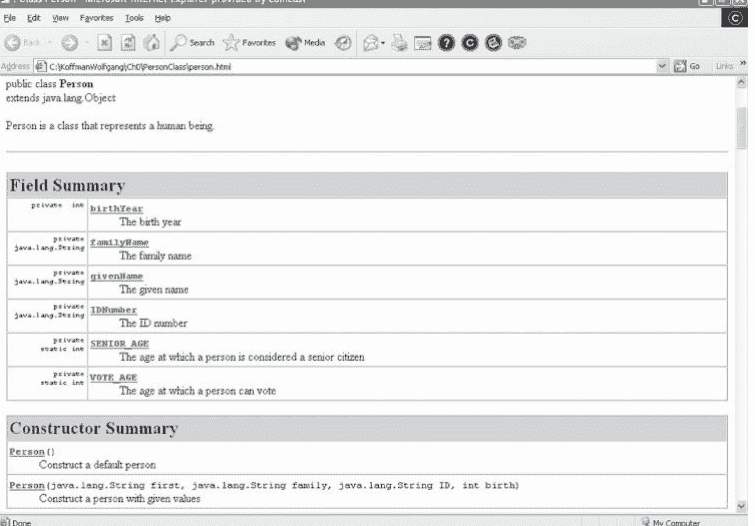 : Class Person - Microsoft Internet Explorer provided by Comcast
File Edit View Favorites Tools Help
Back Search Favorites Media
Address C:\KoffmanWolfgang\Ch0\PersonClass\person.html Go Links »
public class Person
extends java.lang.Object
Person is a class that represents a human being.
Field Summary
private int birthYear
The birth year
private
java.lang.String familyName
The family name
private
java.lang.String givenName
The given name
private
java.lang.String IDNumber
The ID number
private
static int SENIOR_AGE
The age at which a person is considered a senior citizen
private
static int VOTE_AGE
The age at which a person can vote
Constructor Summary
Person()
Construct a default person
Person(java.lang.String first, java.lang.String family, java.lang.String ID, int birth)
Construct a person with given values
Done My Computer